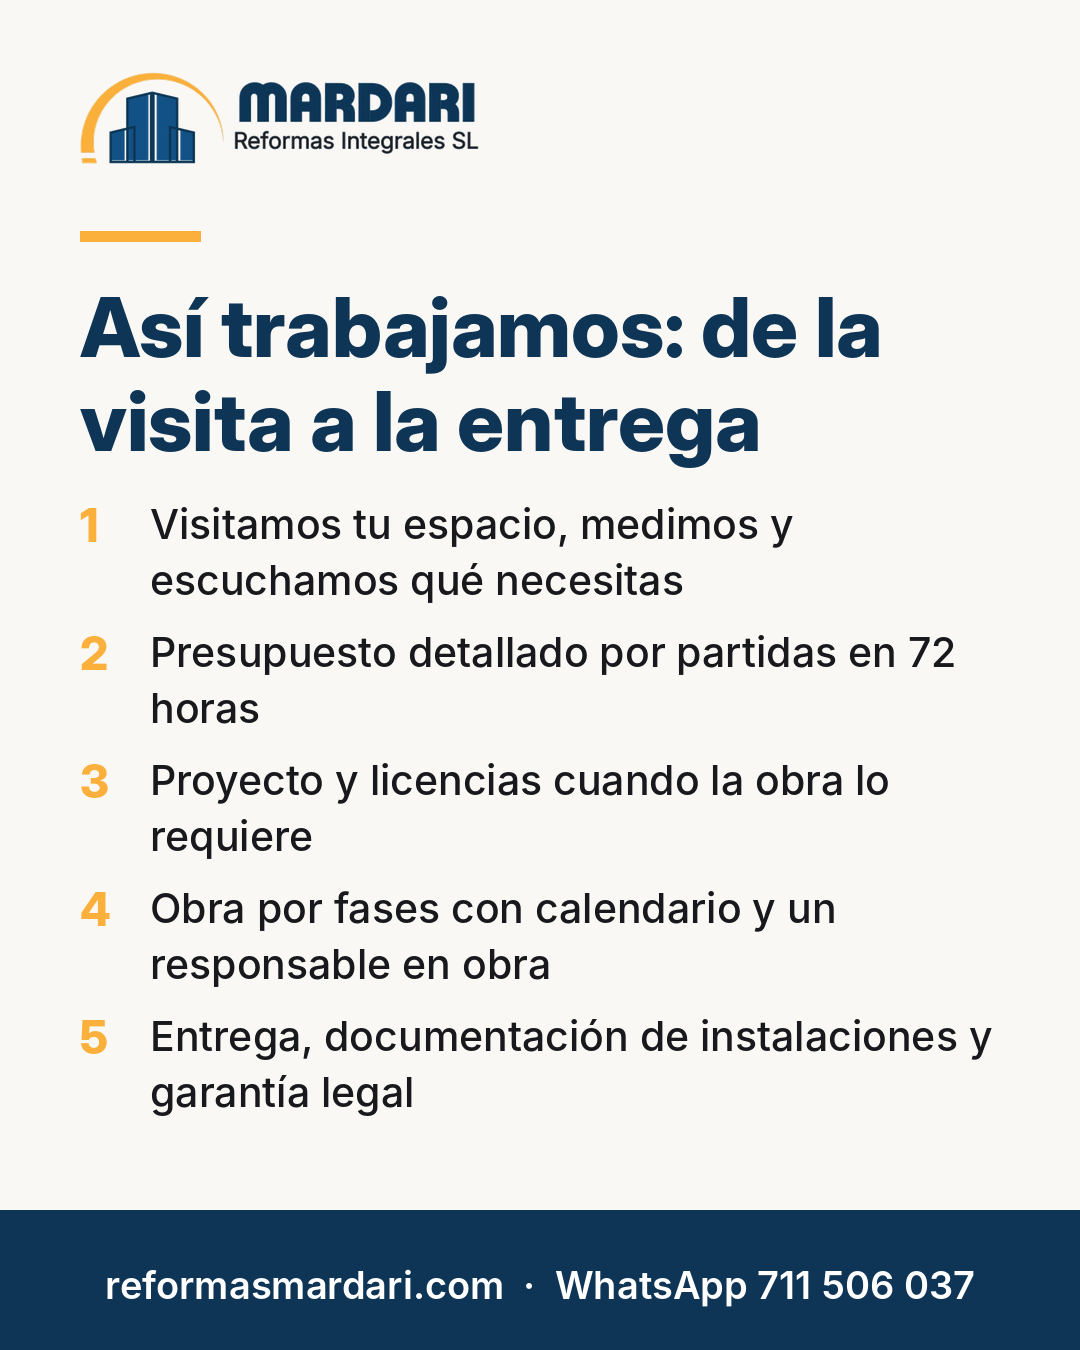 MARDARI
Reformas Integrales SL
Así trabajamos: de la
visita a la entrega
1 Visitamos tu espacio, medimos y
escuchamos qué necesitas
2 Presupuesto detallado por partidas en 72
horas
3 Proyecto y licencias cuando la obra lo
requiere
4 Obra por fases con calendario y un
responsable en obra
5 Entrega, documentación de instalaciones y
garantía legal
reformasmardari.com · WhatsApp 711 506 037